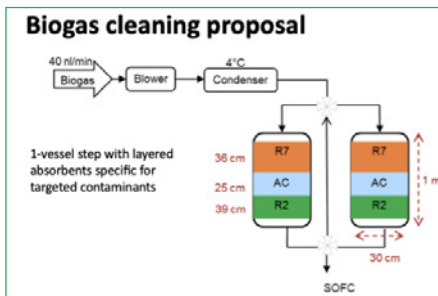 Biogas cleaning proposal
40 nl/min
Biogas
Blower
4°C
Condenser
1-vessel step with layered
absorbents specific for
targeted contaminants
36 cm
25 cm
39 cm
R7
AC
R2
R7
AC
R2
1 m
30 cm
SOFC